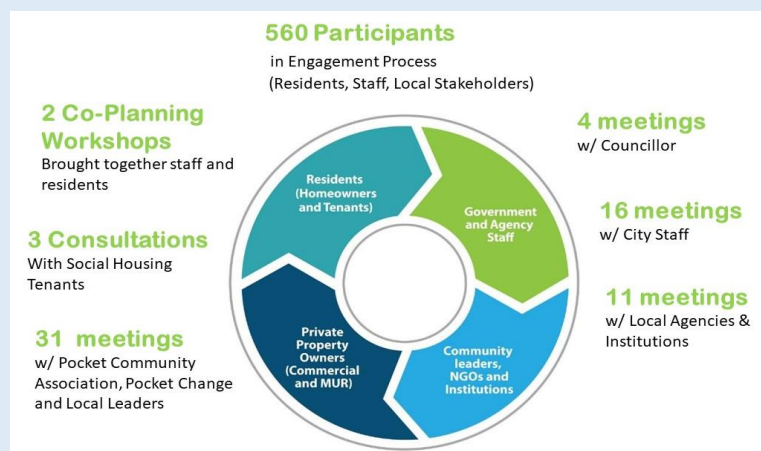 560 Participants
in Engagement Process
(Residents, Staff, Local Stakeholders)
2 Co-Planning
Workshops
Brought together staff and
residents
3 Consultations
With Social Housing
Tenants
31 meetings
w/ Pocket Community
Association, Pocket Change
and Local Leaders
Residents
(Homeowners
and Tenants)
Government
and Agency
Staff
Private
Property
Owners
(Commercial
and MUR)
Community
leaders,
NGOs and
Institutions
4 meetings
w/ Councillor
16 meetings
w/ City Staff
11 meetings
w/ Local Agencies &
Institutions